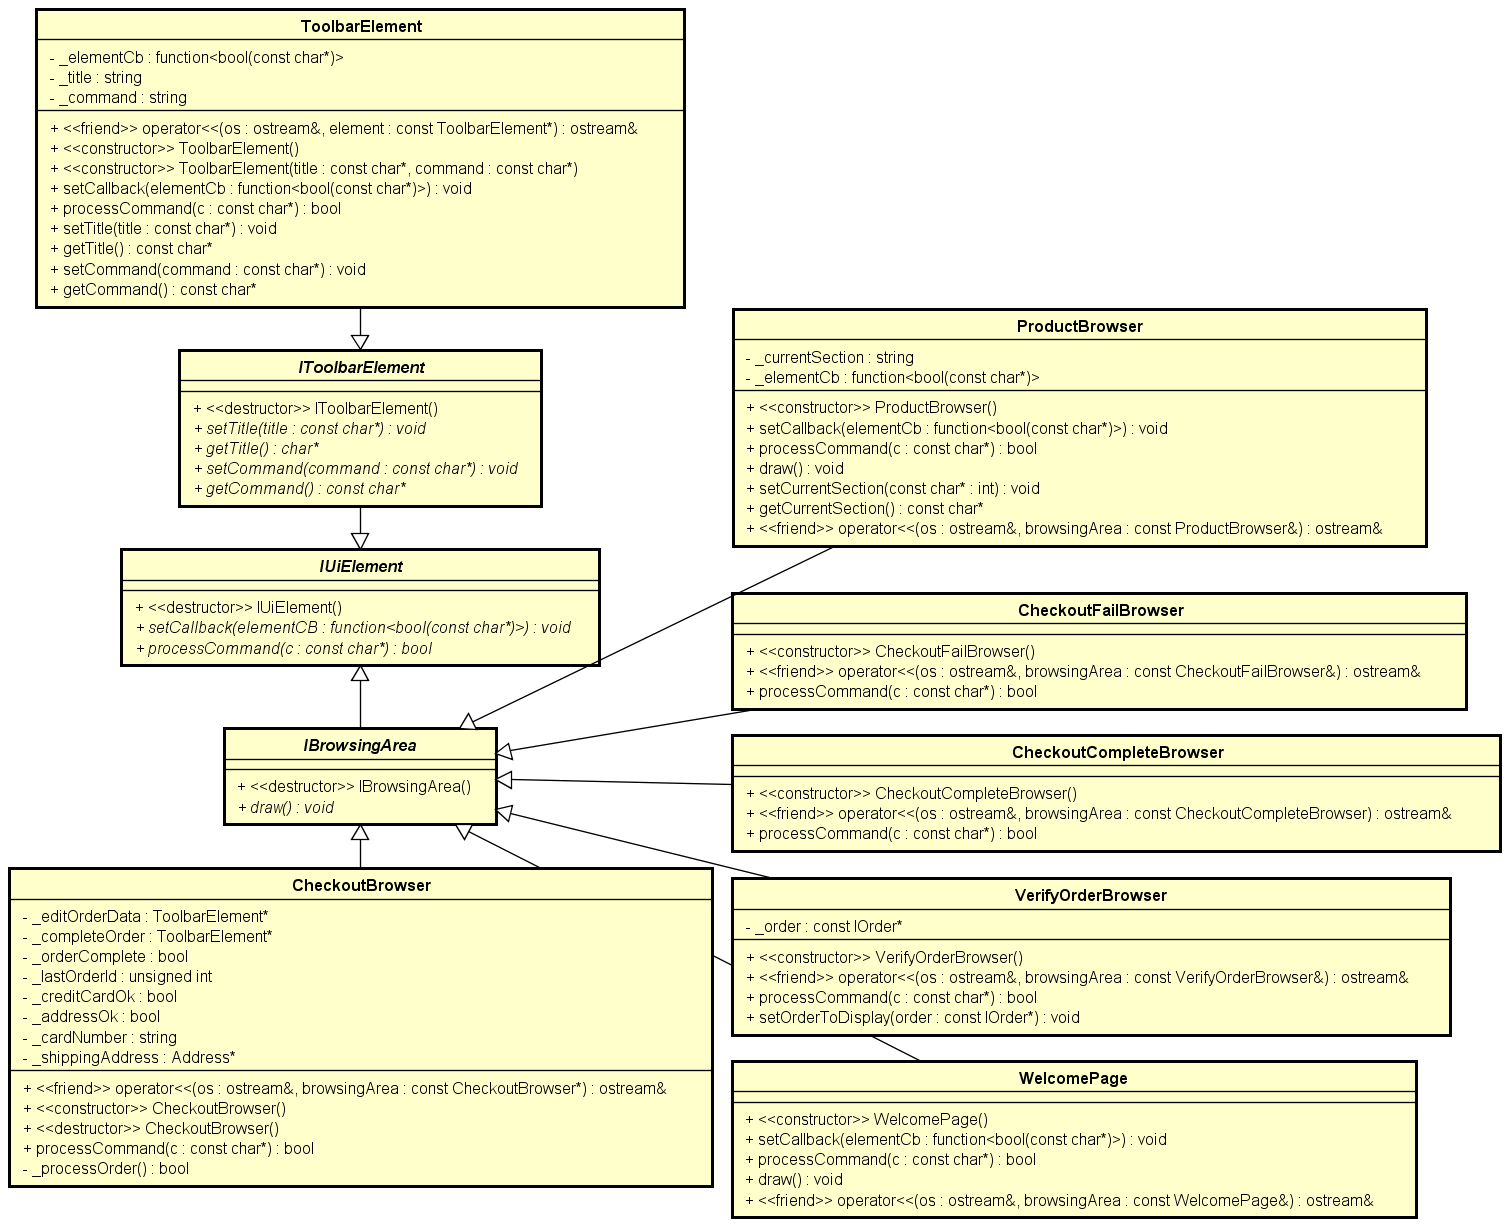 ToolbarElement
- _elementCb : function<bool(const char*)>
- _title : string
- _command : string
+ <<friend>> operator<<(os : ostream&, element : const ToolbarElement*) : ostream&
+ <<constructor>> ToolbarElement()
+ <<constructor>> ToolbarElement(title : const char*, command : const char*)
+ setCallback(elementCb : function<bool(const char*)>) : void
+ processCommand(c : const char*) : bool
+ setTitle(title : const char*) : void
+ getTitle() : const char*
+ setCommand(command : const char*) : void
+ getCommand() : const char*
IToolbarElement
+ <<destructor>> IToolbarElement()
+ setTitle(title : const char*) : void
+ getTitle() : char*
+ setCommand(command : const char*) : void
+ getCommand() : const char*
IUiElement
+ <<destructor>> IUiElement()
+ setCallback(elementCB : function<bool(const char*)>) : void
+ processCommand(c : const char*) : bool
IBrowsingArea
+ <<destructor>> IBrowsingArea()
+ draw() : void
CheckoutBrowser
- _editOrderData : ToolbarElement*
- _completeOrder : ToolbarElement*
- _orderComplete : bool
- _lastOrderId : unsigned int
- _creditCardOk : bool
- _addressOk : bool
- _cardNumber : string
- _shippingAddress : Address*
+ <<friend>> operator<<(os : ostream&, browsingArea : const CheckoutBrowser*) : ostream&
+ <<constructor>> CheckoutBrowser()
+ <<destructor>> CheckoutBrowser()
+ processCommand(c : const char*) : bool
- _processOrder() : bool
ProductBrowser
- _currentSection : string
- _elementCb : function<bool(const char*)>
+ <<constructor>> ProductBrowser()
+ setCallback(elementCb : function<bool(const char*)>) : void
+ processCommand(c : const char*) : bool
+ draw() : void
+ setCurrentSection(const char* : int) : void
+ getCurrentSection() : const char*
+ <<friend>> operator<<(os : ostream&, browsingArea : const ProductBrowser&) : ostream&
CheckoutFailBrowser
+ <<constructor>> CheckoutFailBrowser()
+ <<friend>> operator<<(os : ostream&, browsingArea : const CheckoutFailBrowser&) : ostream&
+ processCommand(c : const char*) : bool
CheckoutCompleteBrowser
+ <<constructor>> CheckoutCompleteBrowser()
+ <<friend>> operator<<(os : ostream&, browsingArea : const CheckoutCompleteBrowser) : ostream&
+ processCommand(c : const char*) : bool
VerifyOrderBrowser
- _order : const IOrder*
+ <<constructor>> VerifyOrderBrowser()
+ <<friend>> operator<<(os : ostream&, browsingArea : const VerifyOrderBrowser&) : ostream&
+ processCommand(c : const char*) : bool
+ setOrderToDisplay(order : const IOrder*) : void
WelcomePage
+ <<constructor>> WelcomePage()
+ setCallback(elementCb : function<bool(const char*)>) : void
+ processCommand(c : const char*) : bool
+ draw() : void
+ <<friend>> operator<<(os : ostream&, browsingArea : const WelcomePage&) : ostream&